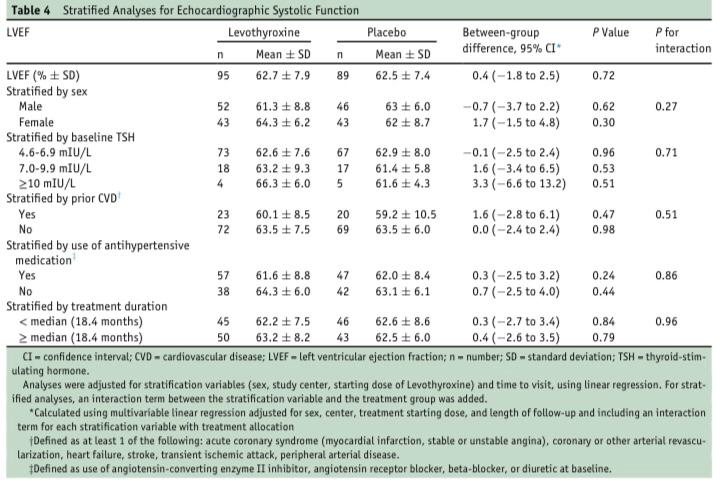 Table 4 Stratified Analyses for Echocardiographic Systolic Function
LVEF Levothyroxine Placebo Between-group difference, 95% CI* P Value P for interaction
n Mean ± SD n Mean ± SD
LVEF (% ± SD) 95 62.7 ± 7.9 89 62.5 ± 7.4 0.4 (−1.8 to 2.5) 0.72
Stratified by sex
Male 52 61.3 ± 8.8 46 63 ± 6.0 −0.7 (−3.7 to 2.2) 0.62 0.27
Female 43 64.3 ± 6.2 43 62 ± 8.7 1.7 (−1.5 to 4.8) 0.30
Stratified by baseline TSH
4.6-6.9 mIU/L 73 62.6 ± 7.6 67 62.9 ± 8.0 −0.1 (−2.5 to 2.4) 0.96 0.71
7.0-9.9 mIU/L 18 63.2 ± 9.3 17 61.4 ± 5.8 1.6 (−3.4 to 6.5) 0.53
≥10 mIU/L 4 66.3 ± 6.0 5 61.6 ± 4.3 3.3 (−6.6 to 13.2) 0.51
Stratified by prior CVD†
Yes 23 60.1 ± 8.5 20 59.2 ± 10.5 1.6 (−2.8 to 6.1) 0.47 0.51
No 72 63.5 ± 7.5 69 63.5 ± 6.0 0.0 (−2.4 to 2.4) 0.98
Stratified by use of antihypertensive
medication‡
Yes 57 61.6 ± 8.8 47 62.0 ± 8.4 0.3 (−2.5 to 3.2) 0.24 0.86
No 38 64.3 ± 6.0 42 63.1 ± 6.1 0.7 (−2.5 to 4.0) 0.44
Stratified by treatment duration
< median (18.4 months) 45 62.2 ± 7.5 46 62.6 ± 8.6 0.3 (−2.7 to 3.4) 0.84 0.96
≥ median (18.4 months) 50 63.2 ± 8.2 43 62.5 ± 6.0 0.4 (−2.6 to 3.5) 0.79
CI = confidence interval; CVD = cardiovascular disease; LVEF = left ventricular ejection fraction; n = number; SD = standard deviation; TSH = thyroid-stim-
ulating hormone.
Analyses were adjusted for stratification variables (sex, study center, starting dose of Levothyroxine) and time to visit, using linear regression. For strat-
ified analyses, an interaction term between the stratification variable and the treatment group was added.
*Calculated using multivariable linear regression adjusted for sex, center, treatment starting dose, and length of follow-up and including an interaction
term for each stratification variable with treatment allocation
†Defined as at least 1 of the following: acute coronary syndrome (myocardial infarction, stable or unstable angina), coronary or other arterial revascu-
larization, heart failure, stroke, transient ischemic attack, peripheral arterial disease.
‡Defined as use of angiotensin-converting enzyme II inhibitor, angiotensin receptor blocker, beta-blocker, or diuretic at baseline.